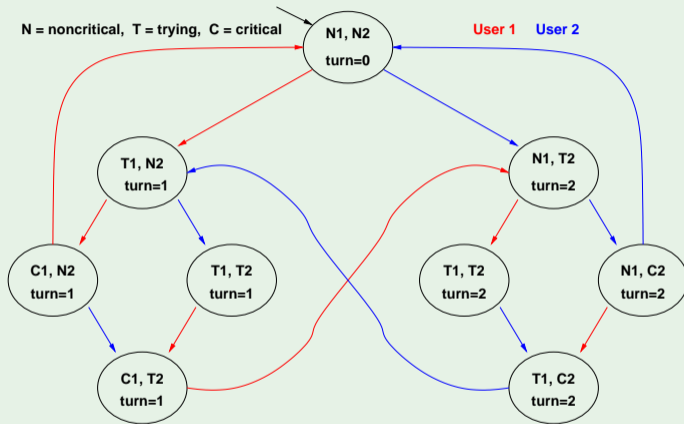 N = noncritical, T = trying, C = critical
User 1 User 2
N1, N2
turn=0
T1, N2
turn=1
N1, T2
turn=2
C1, N2
turn=1
T1, T2
turn=1
T1, T2
turn=2
N1, C2
turn=2
C1, T2
turn=1
T1, C2
turn=2